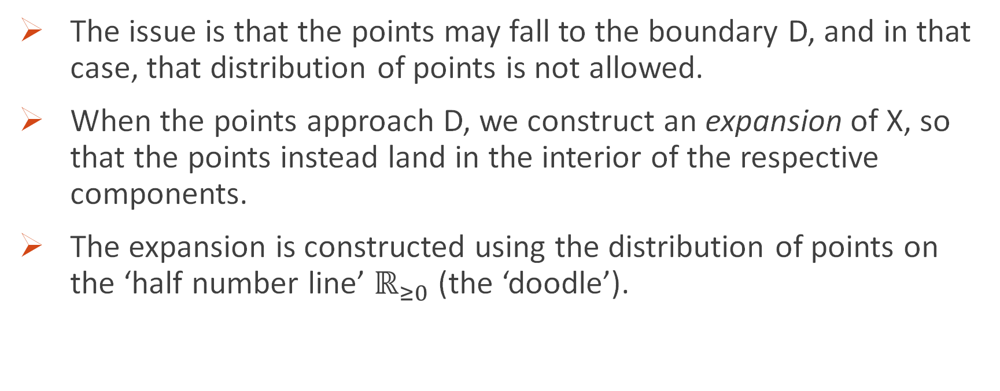 The issue is that the points may fall to the boundary D, and in that
case, that distribution of points is not allowed.
When the points approach D, we construct an expansion of X, so
that the points instead land in the interior of the respective
components.
The expansion is constructed using the distribution of points on
the ‘half number line’ ℝ≥0 (the ‘doodle’).